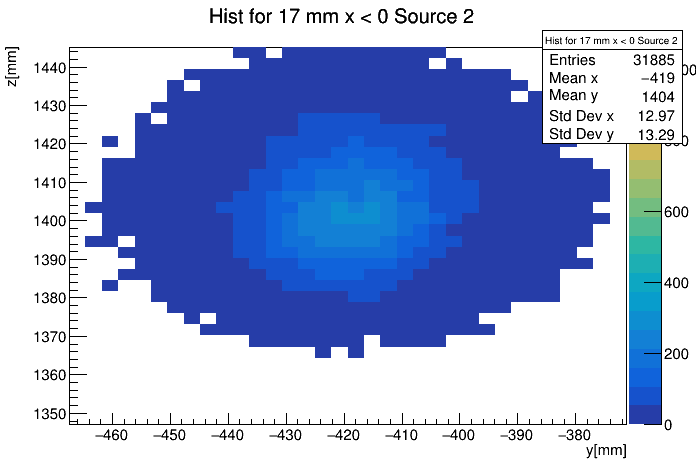 Hist for 17 mm x < 0 Source 2
z[mm]
Hist for 17 mm x < 0 Source 2
Entries 31885
Mean x −419
Mean y 1404
Std Dev x 12.97
Std Dev y 13.29
1440
1430
1420
1410
1400
1390
1380
1370
1360
1350
600
400
200
0
−460 −450 −440 −430 −420 −410 −400 −390 −380
y[mm]